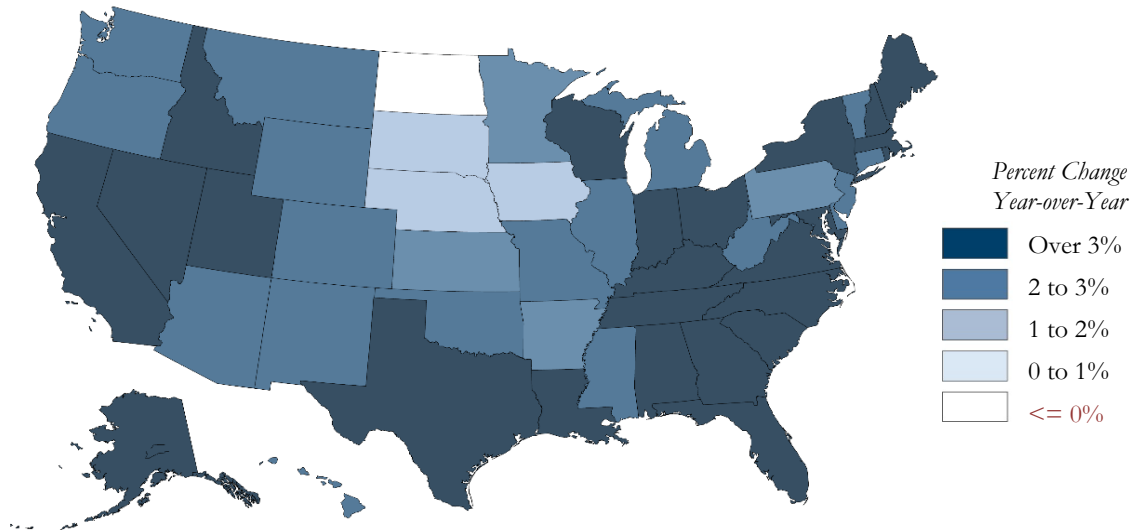 Percent Change
Year-over-Year
Over 3%
2 to 3%
1 to 2%
0 to 1%
<= 0%